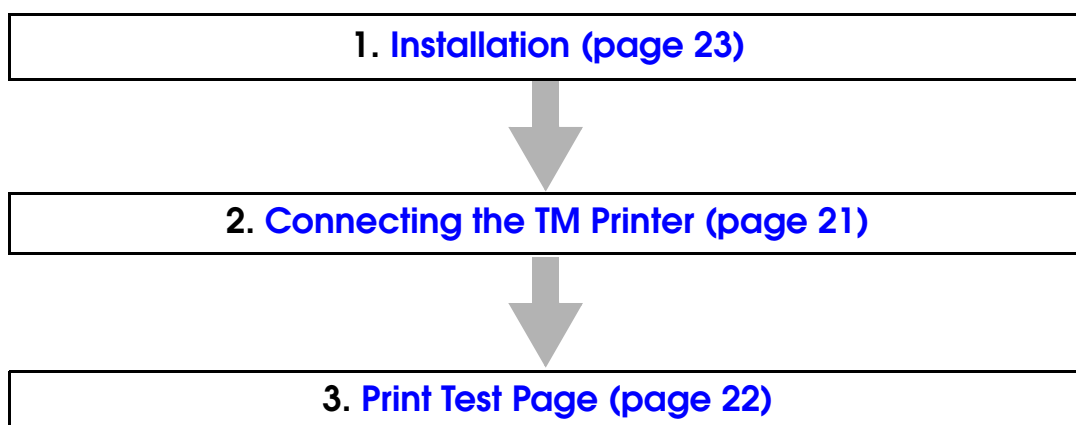 1. Installation (page 23)
2. Connecting the TM Printer (page 21)
3. Print Test Page (page 22)